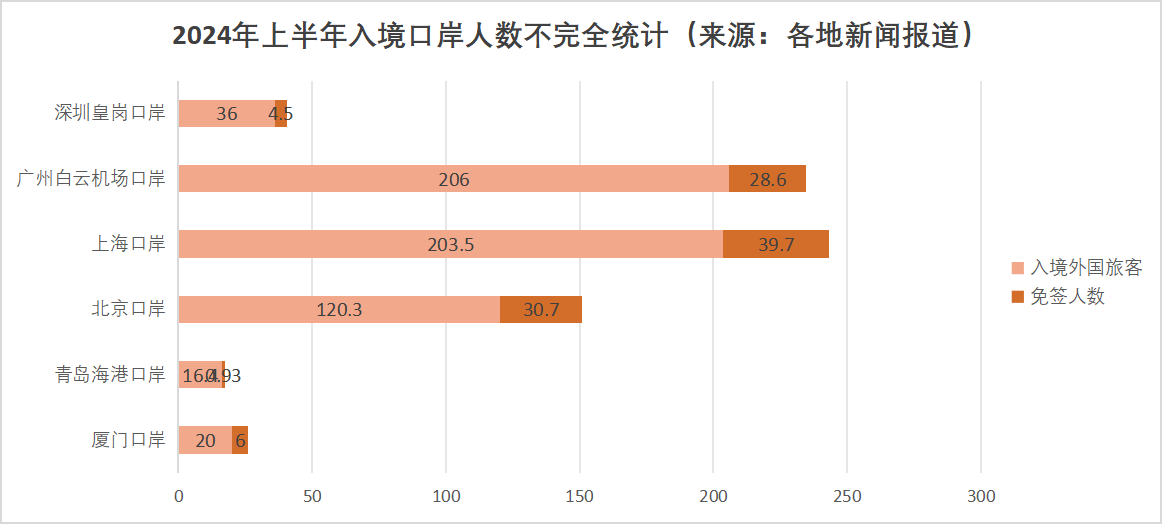 2024年上半年入境口岸人数不完全统计（来源：各地新闻报道）
深圳皇岗口岸 36 4.5
广州白云机场口岸 206 28.6
上海口岸 203.5 39.7
北京口岸 120.3 30.7
青岛海港口岸 16.4 0.93
厦门口岸 20 6
0 50 100 150 200 250 300
入境外国旅客
免签人数